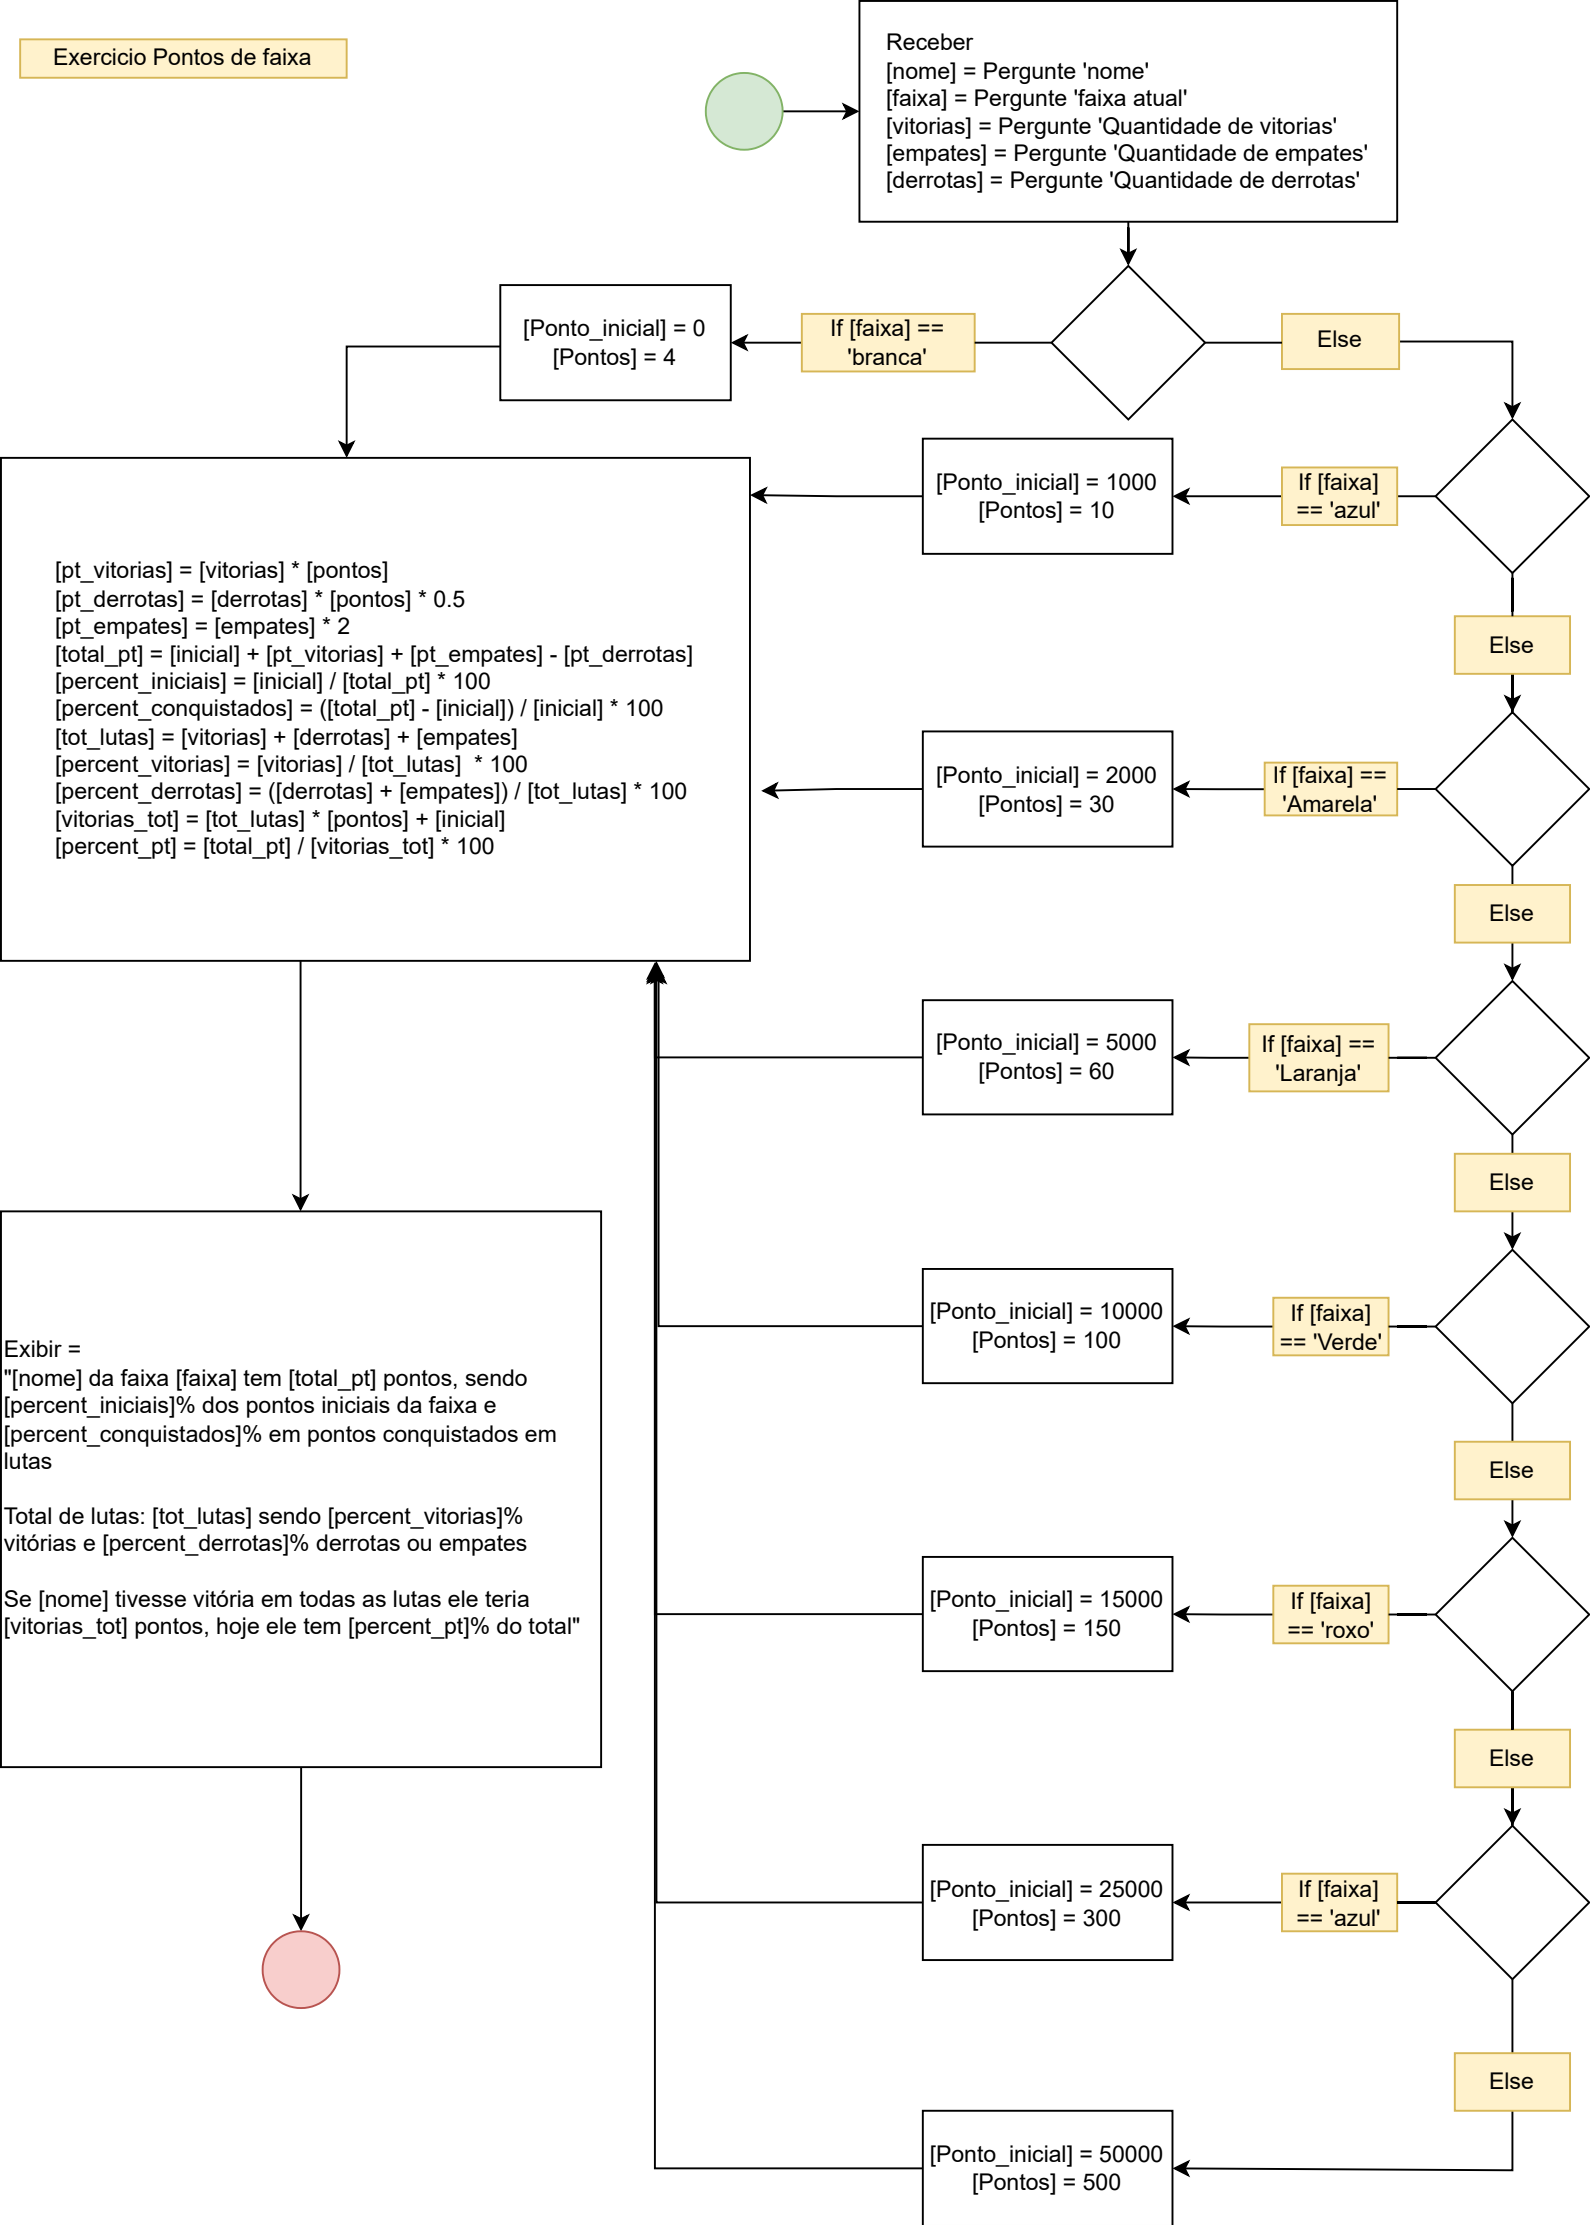 Exercicio Pontos de faixa
Receber
[nome] = Pergunte 'nome'
[faixa] = Pergunte 'faixa atual'
[vitorias] = Pergunte 'Quantidade de vitorias'
[empates] = Pergunte 'Quantidade de empates'
[derrotas] = Pergunte 'Quantidade de derrotas'
[Ponto_inicial] = 0
[Pontos] = 4
If [faixa] ==
'branca'
Else
[Ponto_inicial] = 1000
[Pontos] = 10
If [faixa]
== 'azul'
[pt_vitorias] = [vitorias] * [pontos]
[pt_derrotas] = [derrotas] * [pontos] * 0.5
[pt_empates] = [empates] * 2
[total_pt] = [inicial] + [pt_vitorias] + [pt_empates] - [pt_derrotas]
[percent_iniciais] = [inicial] / [total_pt] * 100
[percent_conquistados] = ([total_pt] - [inicial]) / [inicial] * 100
[tot_lutas] = [vitorias] + [derrotas] + [empates]
[percent_vitorias] = [vitorias] / [tot_lutas]  * 100
[percent_derrotas] = ([derrotas] + [empates]) / [tot_lutas] * 100
[vitorias_tot] = [tot_lutas] * [pontos] + [inicial]
[percent_pt] = [total_pt] / [vitorias_tot] * 100
Else
[Ponto_inicial] = 2000
[Pontos] = 30
If [faixa] ==
'Amarela'
Else
[Ponto_inicial] = 5000
[Pontos] = 60
If [faixa] ==
'Laranja'
Else
[Ponto_inicial] = 10000
[Pontos] = 100
If [faixa]
== 'Verde'
Else
Exibir =
"[nome] da faixa [faixa] tem [total_pt] pontos, sendo
[percent_iniciais]% dos pontos iniciais da faixa e
[percent_conquistados]% em pontos conquistados em
lutas
Total de lutas: [tot_lutas] sendo [percent_vitorias]%
vitórias e [percent_derrotas]% derrotas ou empates
Se [nome] tivesse vitória em todas as lutas ele teria
[vitorias_tot] pontos, hoje ele tem [percent_pt]% do total"
[Ponto_inicial] = 15000
[Pontos] = 150
If [faixa]
== 'roxo'
Else
[Ponto_inicial] = 25000
[Pontos] = 300
If [faixa]
== 'azul'
Else
[Ponto_inicial] = 50000
[Pontos] = 500